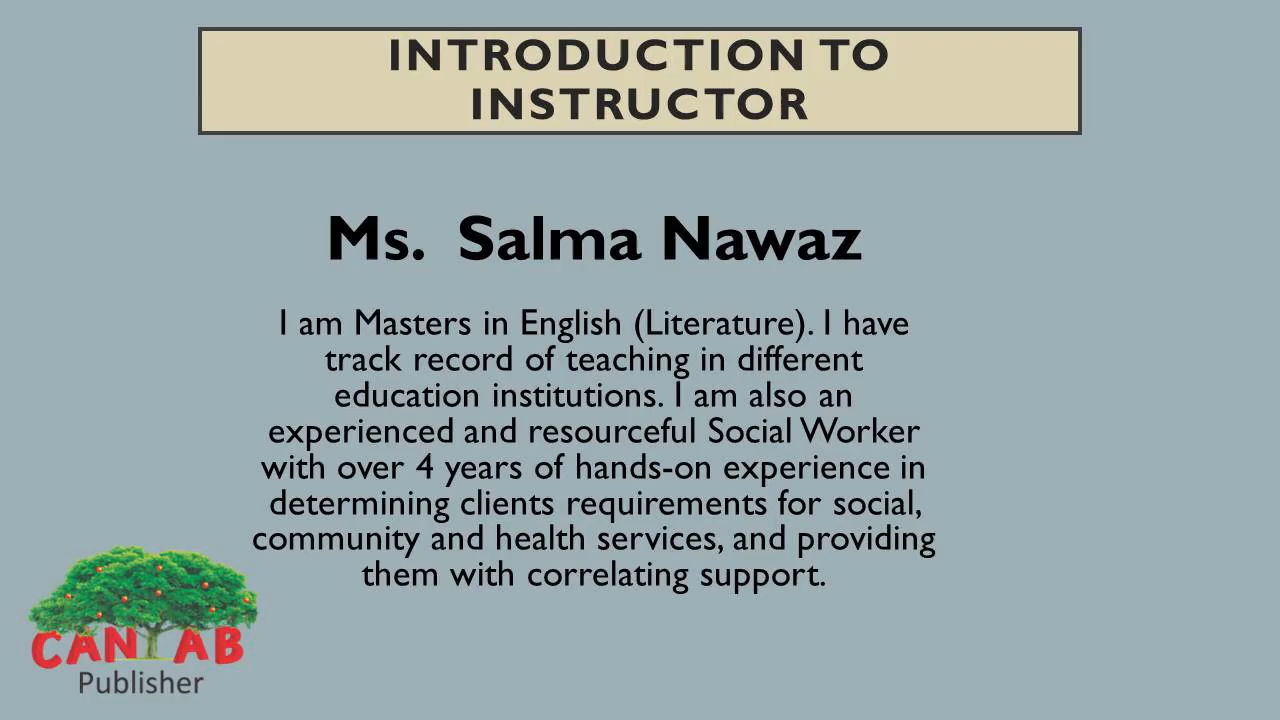 INTRODUCTION TO
INSTRUCTOR
Ms. Salma Nawaz
I am Masters in English (Literature). I have
track record of teaching in different
education institutions. I am also an
experienced and resourceful Social Worker
with over 4 years of hands-on experience in
determining clients requirements for social,
community and health services, and providing
them with correlating support.
CANTAB
Publisher